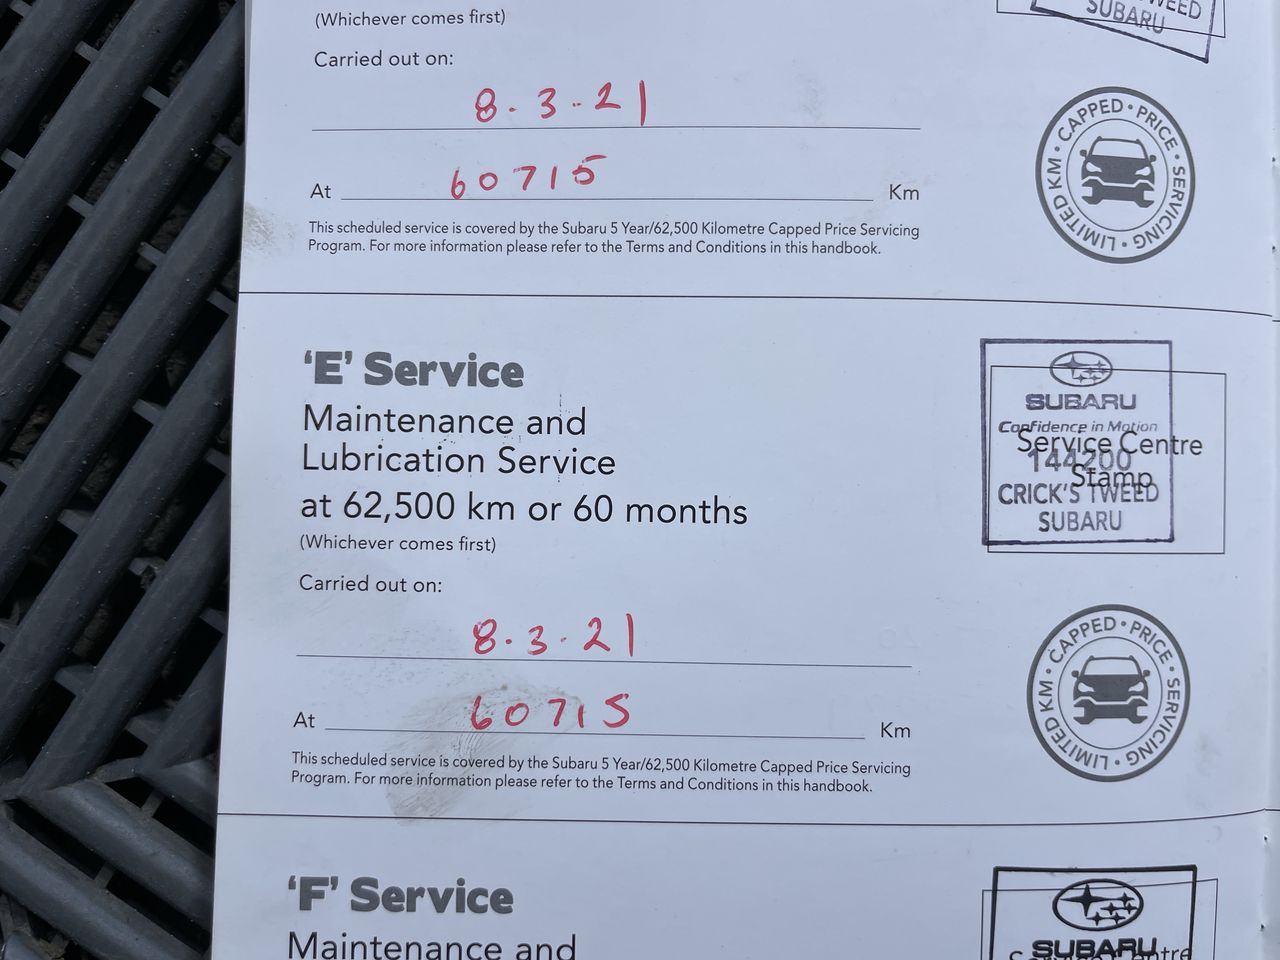 (Whichever comes first)
TWEED
SUBARU
Carried out on:
8.3.21
At 60715 Km
This scheduled service is covered by the Subaru 5 Year/62,500 Kilometre Capped Price Servicing
Program. For more information please refer to the Terms and Conditions in this handbook.
LIMITED KM • CAPPED • PRICE • SERVICING •
'E' Service
Maintenance and
Lubrication Service
at 62,500 km or 60 months
(Whichever comes first)
SUBARU
Confidence in Motion
Service Centre
144200
Stamp
CRICK'S TWEED
SUBARU
Carried out on:
8.3.21
At 60715 Km
This scheduled service is covered by the Subaru 5 Year/62,500 Kilometre Capped Price Servicing
Program. For more information please refer to the Terms and Conditions in this handbook.
LIMITED KM • CAPPED • PRICE • SERVICING •
'F' Service
Maintenance and
SUBARU